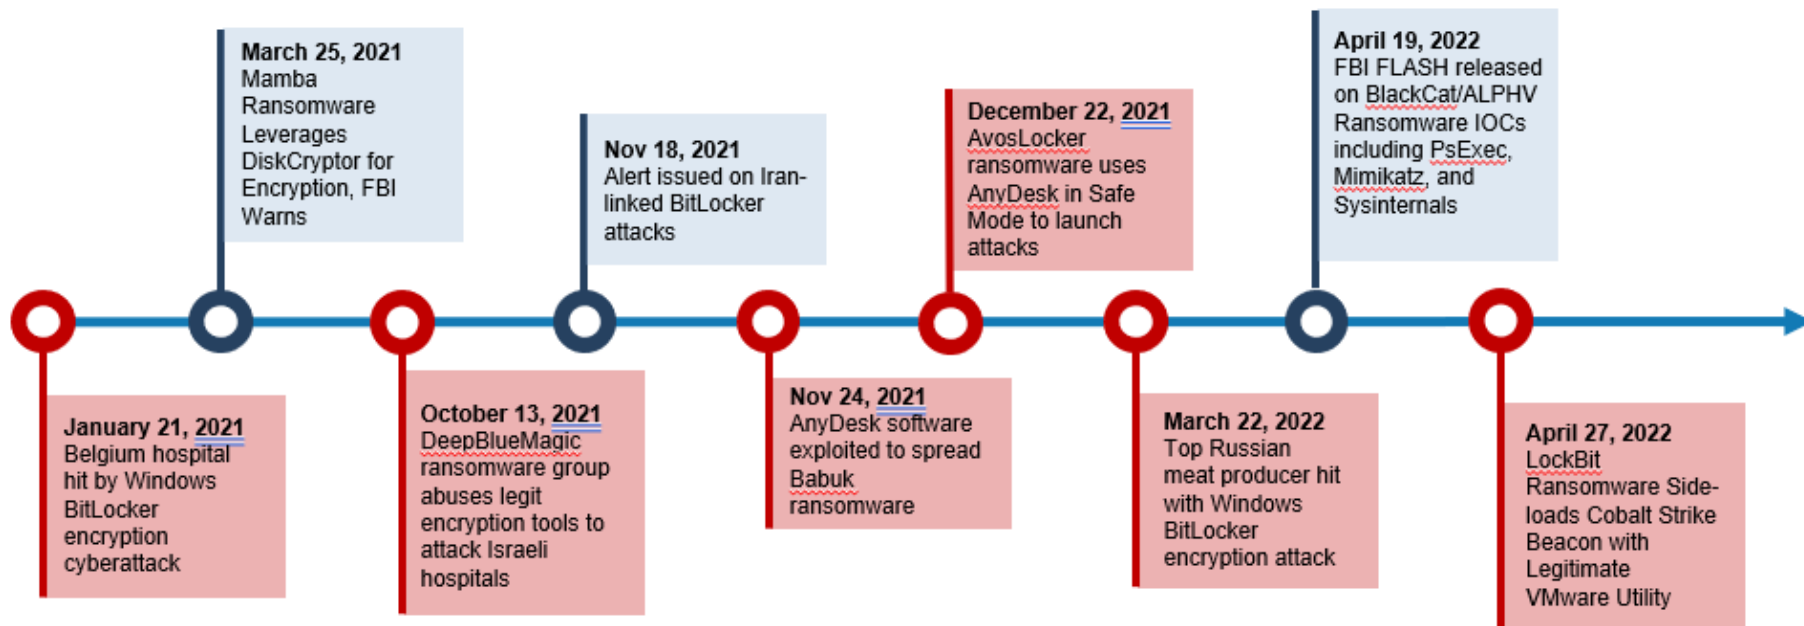 March 25, 2021
Mamba
Ransomware
Leverages
DiskCryptor for
Encryption, FBI
Warns
Nov 18, 2021
Alert issued on Iran-
linked BitLocker
attacks
December 22, 2021
AvosLocker
ransomware uses
AnyDesk in Safe
Mode to launch
attacks
April 19, 2022
FBI FLASH released
on BlackCat/ALPHV
Ransomware IOCs
including PsExec,
Mimikatz, and
Sysinternals
January 21, 2021
Belgium hospital
hit by Windows
BitLocker
encryption
cyberattack
October 13, 2021
DeepBlueMagic
ransomware group
abuses legit
encryption tools to
attack Israeli
hospitals
Nov 24, 2021
AnyDesk software
exploited to spread
Babuk
ransomware
March 22, 2022
Top Russian
meat producer hit
with Windows
BitLocker
encryption attack
April 27, 2022
LockBit
Ransomware Side-
loads Cobalt Strike
Beacon with
Legitimate
VMware Utility